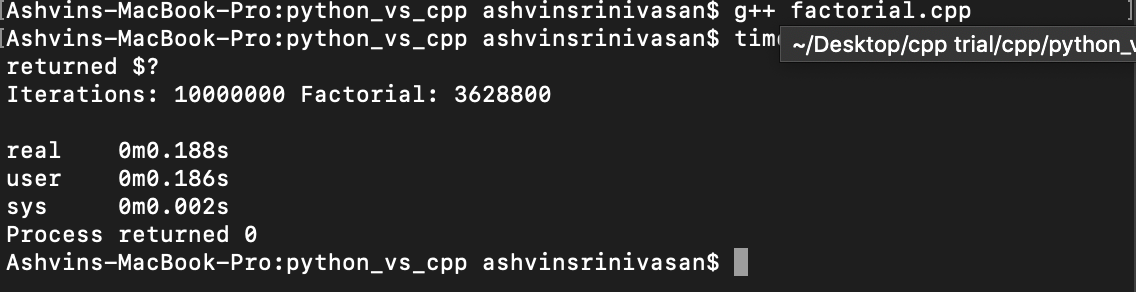 [Ashvins-MacBook-Pro:python_vs_cpp ashvinsrinivasan$ g++ factorial.cpp ]
[Ashvins-MacBook-Pro:python_vs_cpp ashvinsrinivasan$
~/Desktop/cpp trial/cpp/python_v
returned $?
Iterations: 10000000 Factorial: 3628800
real 0m0.188s
user 0m0.186s
sys 0m0.002s
Process returned 0
Ashvins-MacBook-Pro:python_vs_cpp ashvinsrinivasan$